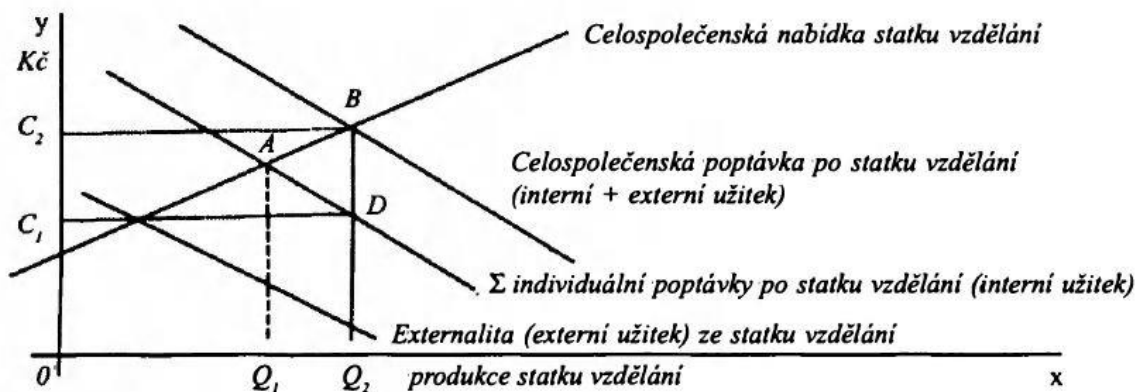 y
Kč
Celospolečenská nabídka statku vzdělání
B
C2
A
Celospolečenská poptávka po statku vzdělání
(interní + externí užitek)
D
C1
Σ individuální poptávky po statku vzdělání (interní užitek)
Externalita (externí užitek) ze statku vzdělání
0 Q1 Q2 produkce statku vzdělání x